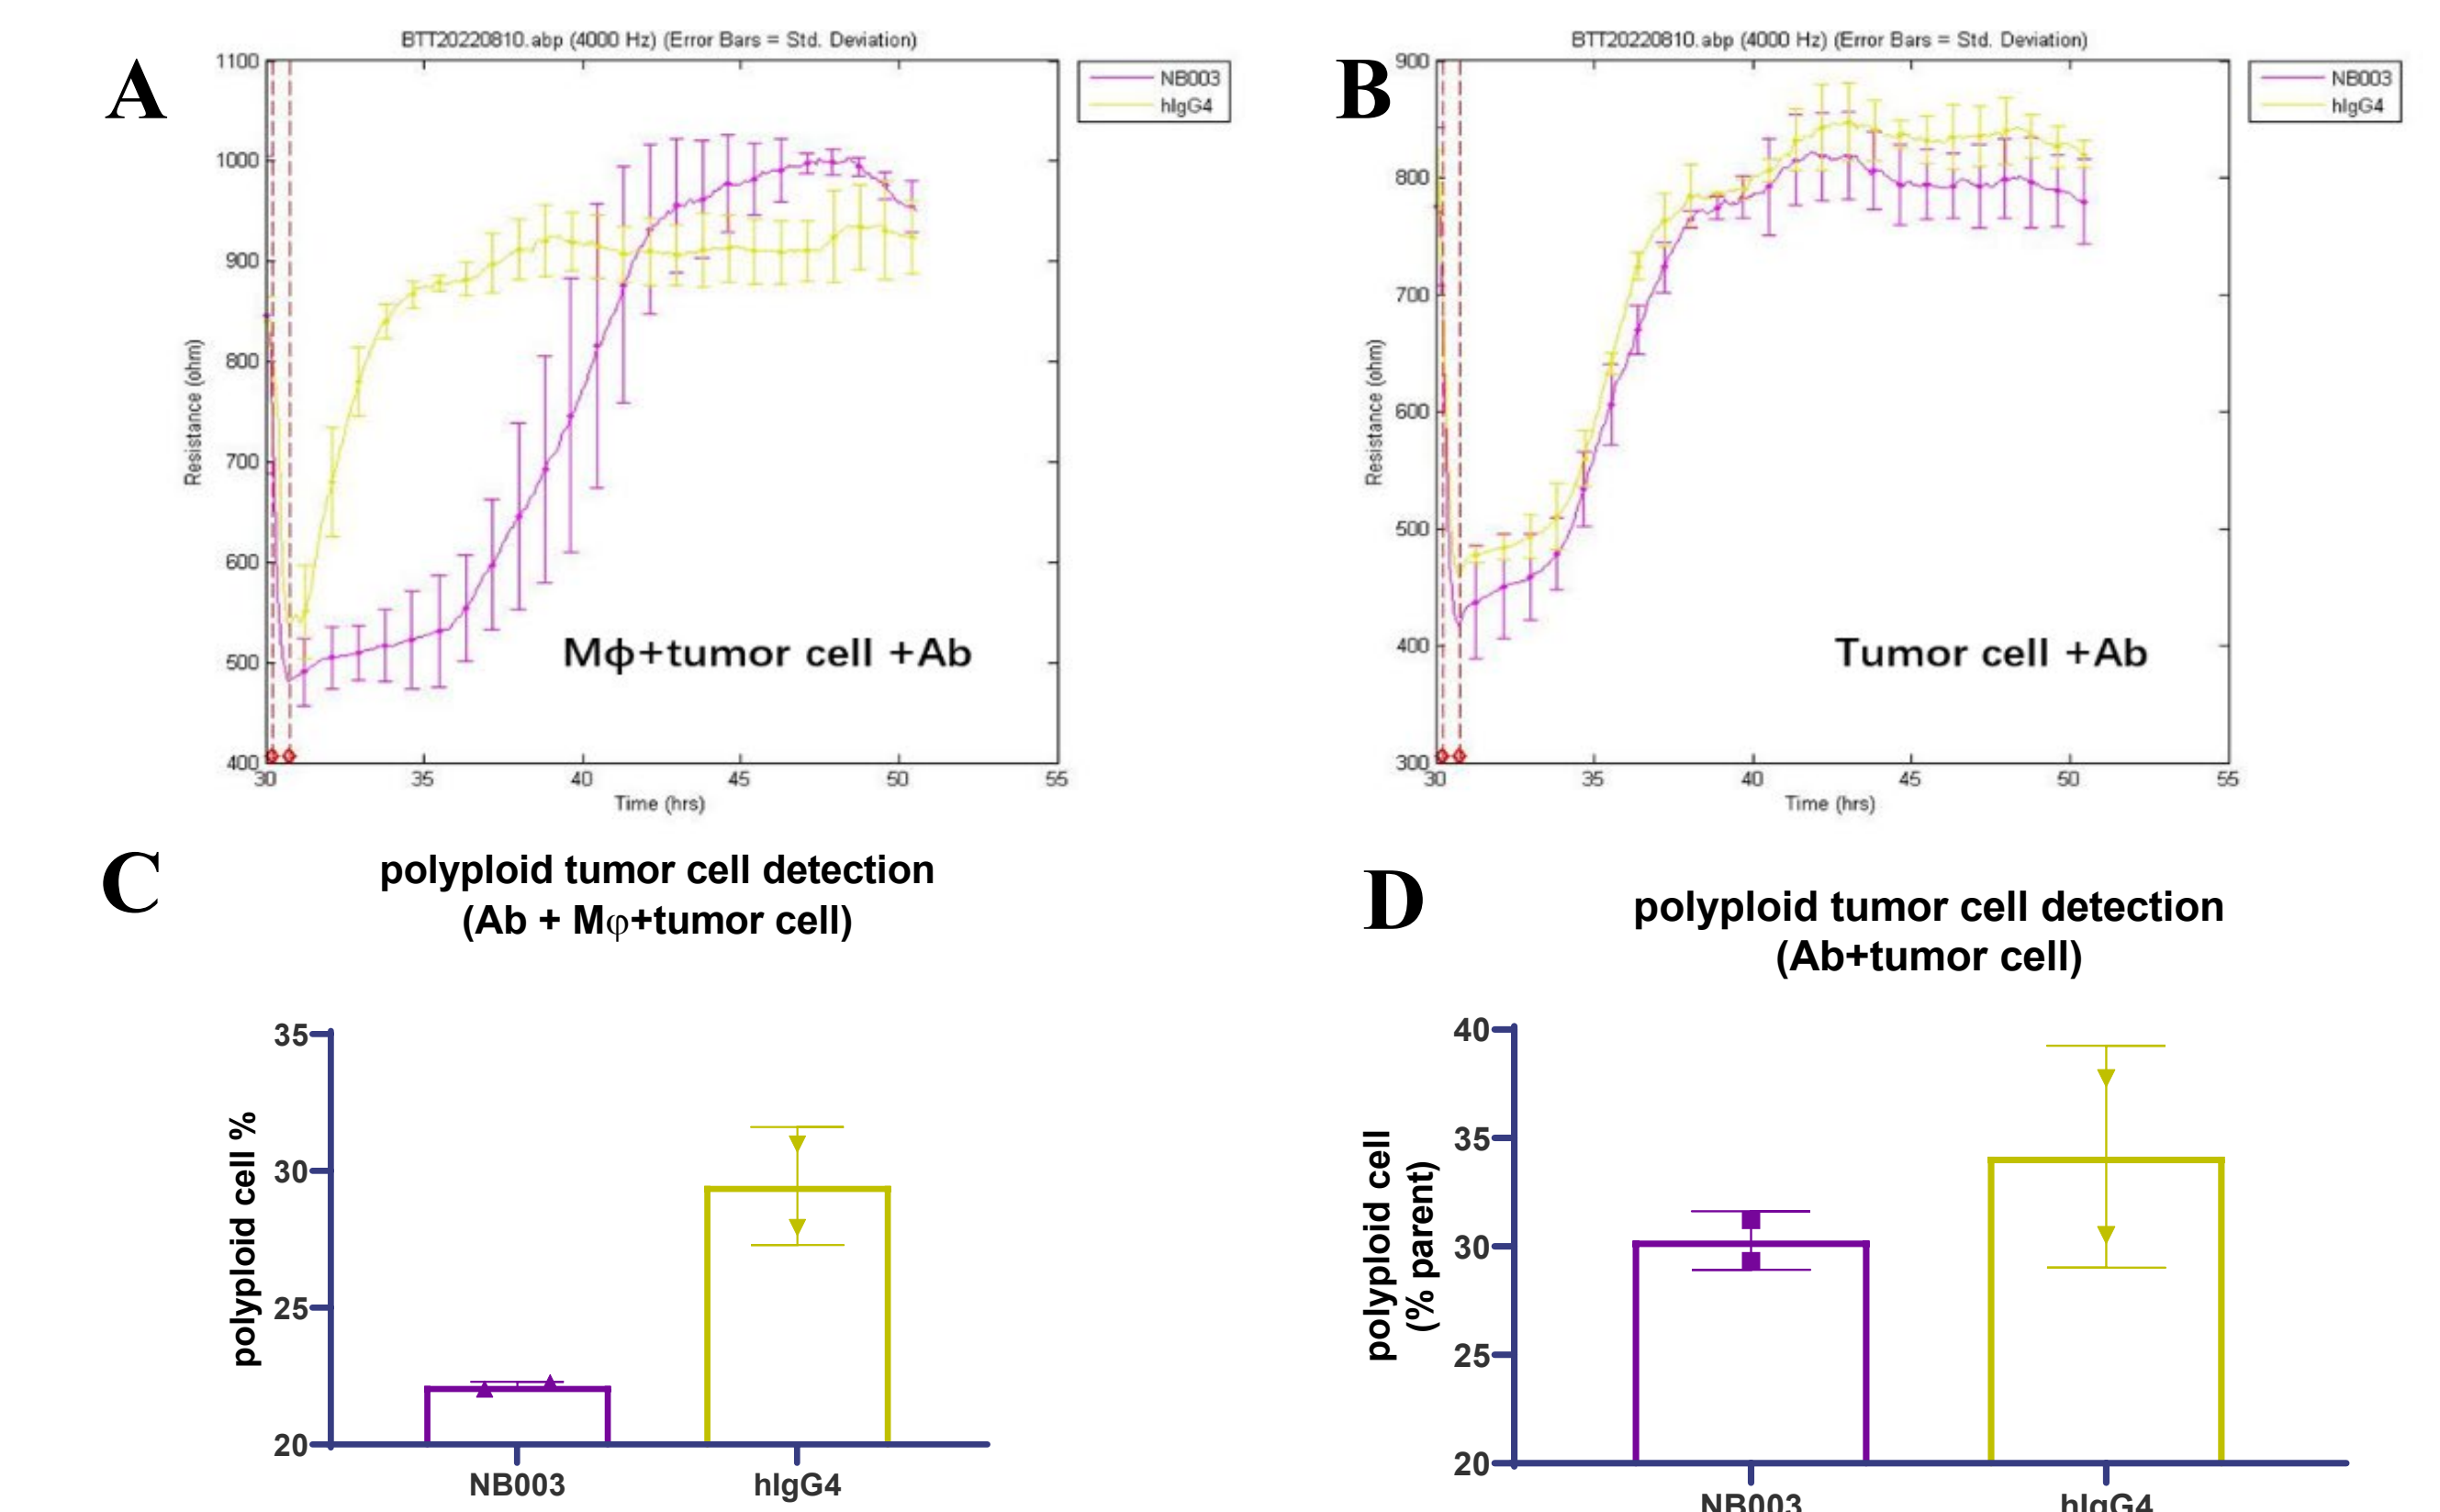 A
BTT20220810.abp (4000 Hz) (Error Bars = Std. Deviation)
NB003
hIgG4
1100
1000
900
800
700
600
500
400
Resistance (ohm)
30
35
40
45
50
55
Time (hrs)
Mϕ+tumor cell +Ab
B
BTT20220810.abp (4000 Hz) (Error Bars = Std. Deviation)
NB003
hIgG4
900
800
700
600
500
400
300
Resistance (ohm)
30
35
40
45
50
55
Time (hrs)
Tumor cell +Ab
C
polyploid tumor cell detection
(Ab + Mφ+tumor cell)
35
30
25
20
polyploid cell %
NB003
hIgG4
D
polyploid tumor cell detection
(Ab+tumor cell)
40
35
30
25
20
polyploid cell
(% parent)
NB003
hIgG4